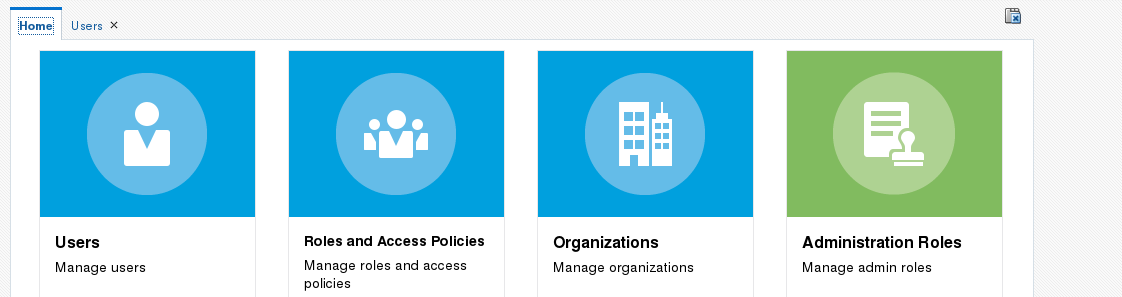 Home Users ×
Users
Manage users
Roles and Access Policies
Manage roles and access
policies
Organizations
Manage organizations
Administration Roles
Manage admin roles